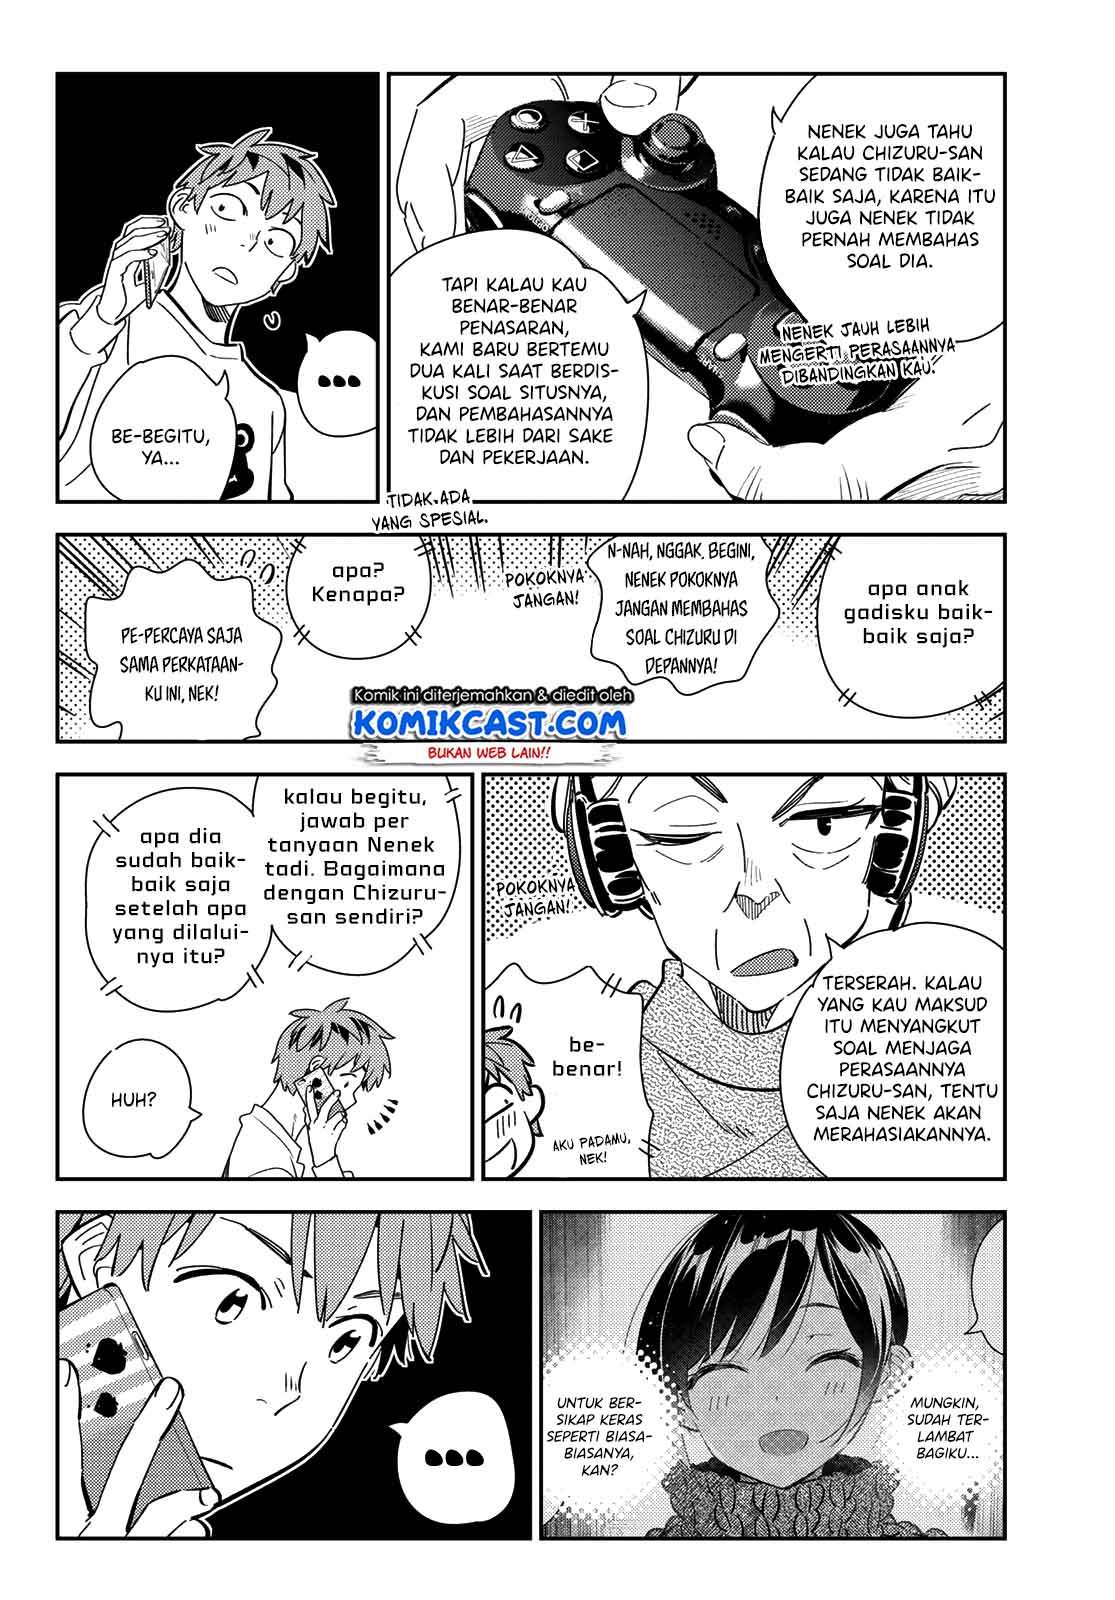 NENEK JUGA TAHU
KALAU CHIZURU-SAN
SEDANG TIDAK BAIK-
BAIK SAJA, KARENA ITU
JUGA NENEK TIDAK
PERNAH MEMBAHAS
SOAL DIA.
NENEK JAUH LEBIH
MENGERTI PERASAANNYA
DIBANDINGKAN KAU.
TAPI KALAU KAU
BENAR-BENAR
PENASARAN,
KAMI BARU BERTEMU
DUA KALI SAAT BERDIS-
KUSI SOAL SITUSNYA,
DAN PEMBAHASANNYA
TIDAK LEBIH DARI SAKE
DAN PEKERJAAN.
TIDAK ADA
YANG SPESIAL.
BE-BEGITU,
YA...
apa anak
gadisku baik-
baik saja?
N-NAH, NGGAK. BEGINI,
NENEK POKOKNYA
JANGAN MEMBAHAS
SOAL CHIZURU DI
DEPANNYA!
POKOKNYA
JANGAN!
apa?
Kenapa?
PE-PERCAYA SAJA
SAMA PERKATAAN-
KU INI, NEK!
Komik ini diterjemahkan & diedit oleh
KOMIKCAST.COM
BUKAN WEB LAIN!!
TERSERAH. KALAU
YANG KAU MAKSUD
ITU MENYANGKUT
SOAL MENJAGA
PERASAANNYA
CHIZURU-SAN, TENTU
SAJA NENEK AKAN
MERAHASIAKANNYA.
POKOKNYA
JANGAN!
be-
benar!
AKU PADAMU,
NEK!
kalau begitu,
jawab per
tanyaan Nenek
tadi. Bagaimana
dengan Chizuru-
san sendiri?
apa dia
sudah baik-
baik saja
setelah apa
yang dilalui-
nya itu?
HUH?
MUNGKIN,
SUDAH TER-
LAMBAT
BAGIKU...
UNTUK BER-
SIKAP KERAS
SEPERTI BIASA-
BIASANYA,
KAN?